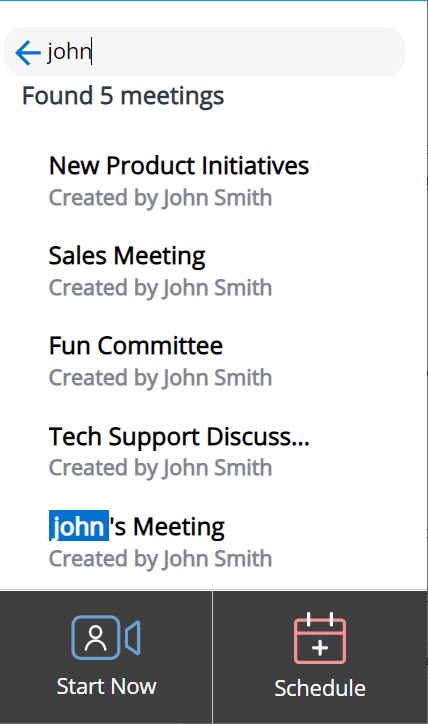 john
Found 5 meetings
New Product Initiatives
Created by John Smith
Sales Meeting
Created by John Smith
Fun Committee
Created by John Smith
Tech Support Discuss...
Created by John Smith
john's Meeting
Created by John Smith
Start Now
Schedule